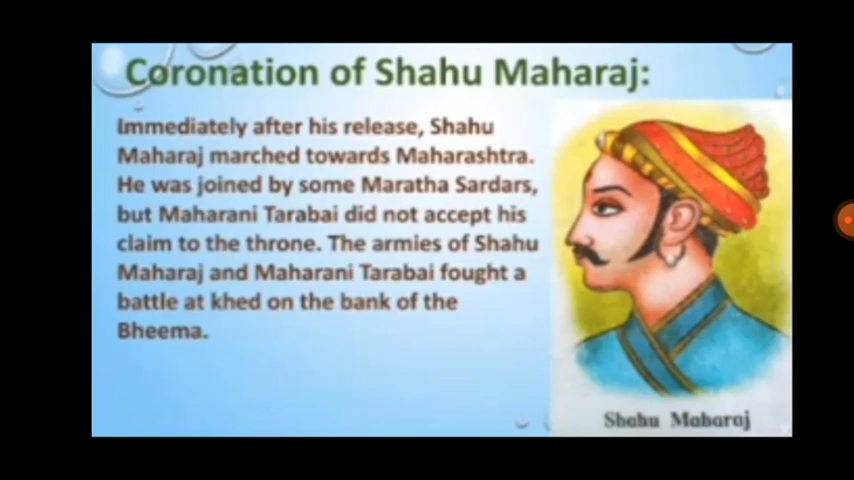 Coronation of Shahu Maharaj:
Immediately after his release, Shahu
Maharaj marched towards Maharashtra.
He was joined by some Maratha Sardars,
but Maharani Tarabai did not accept his
claim to the throne. The armies of Shahu
Maharaj and Maharani Tarabai fought a
battle at khed on the bank of the
Bheema.
Shahu Maharaj